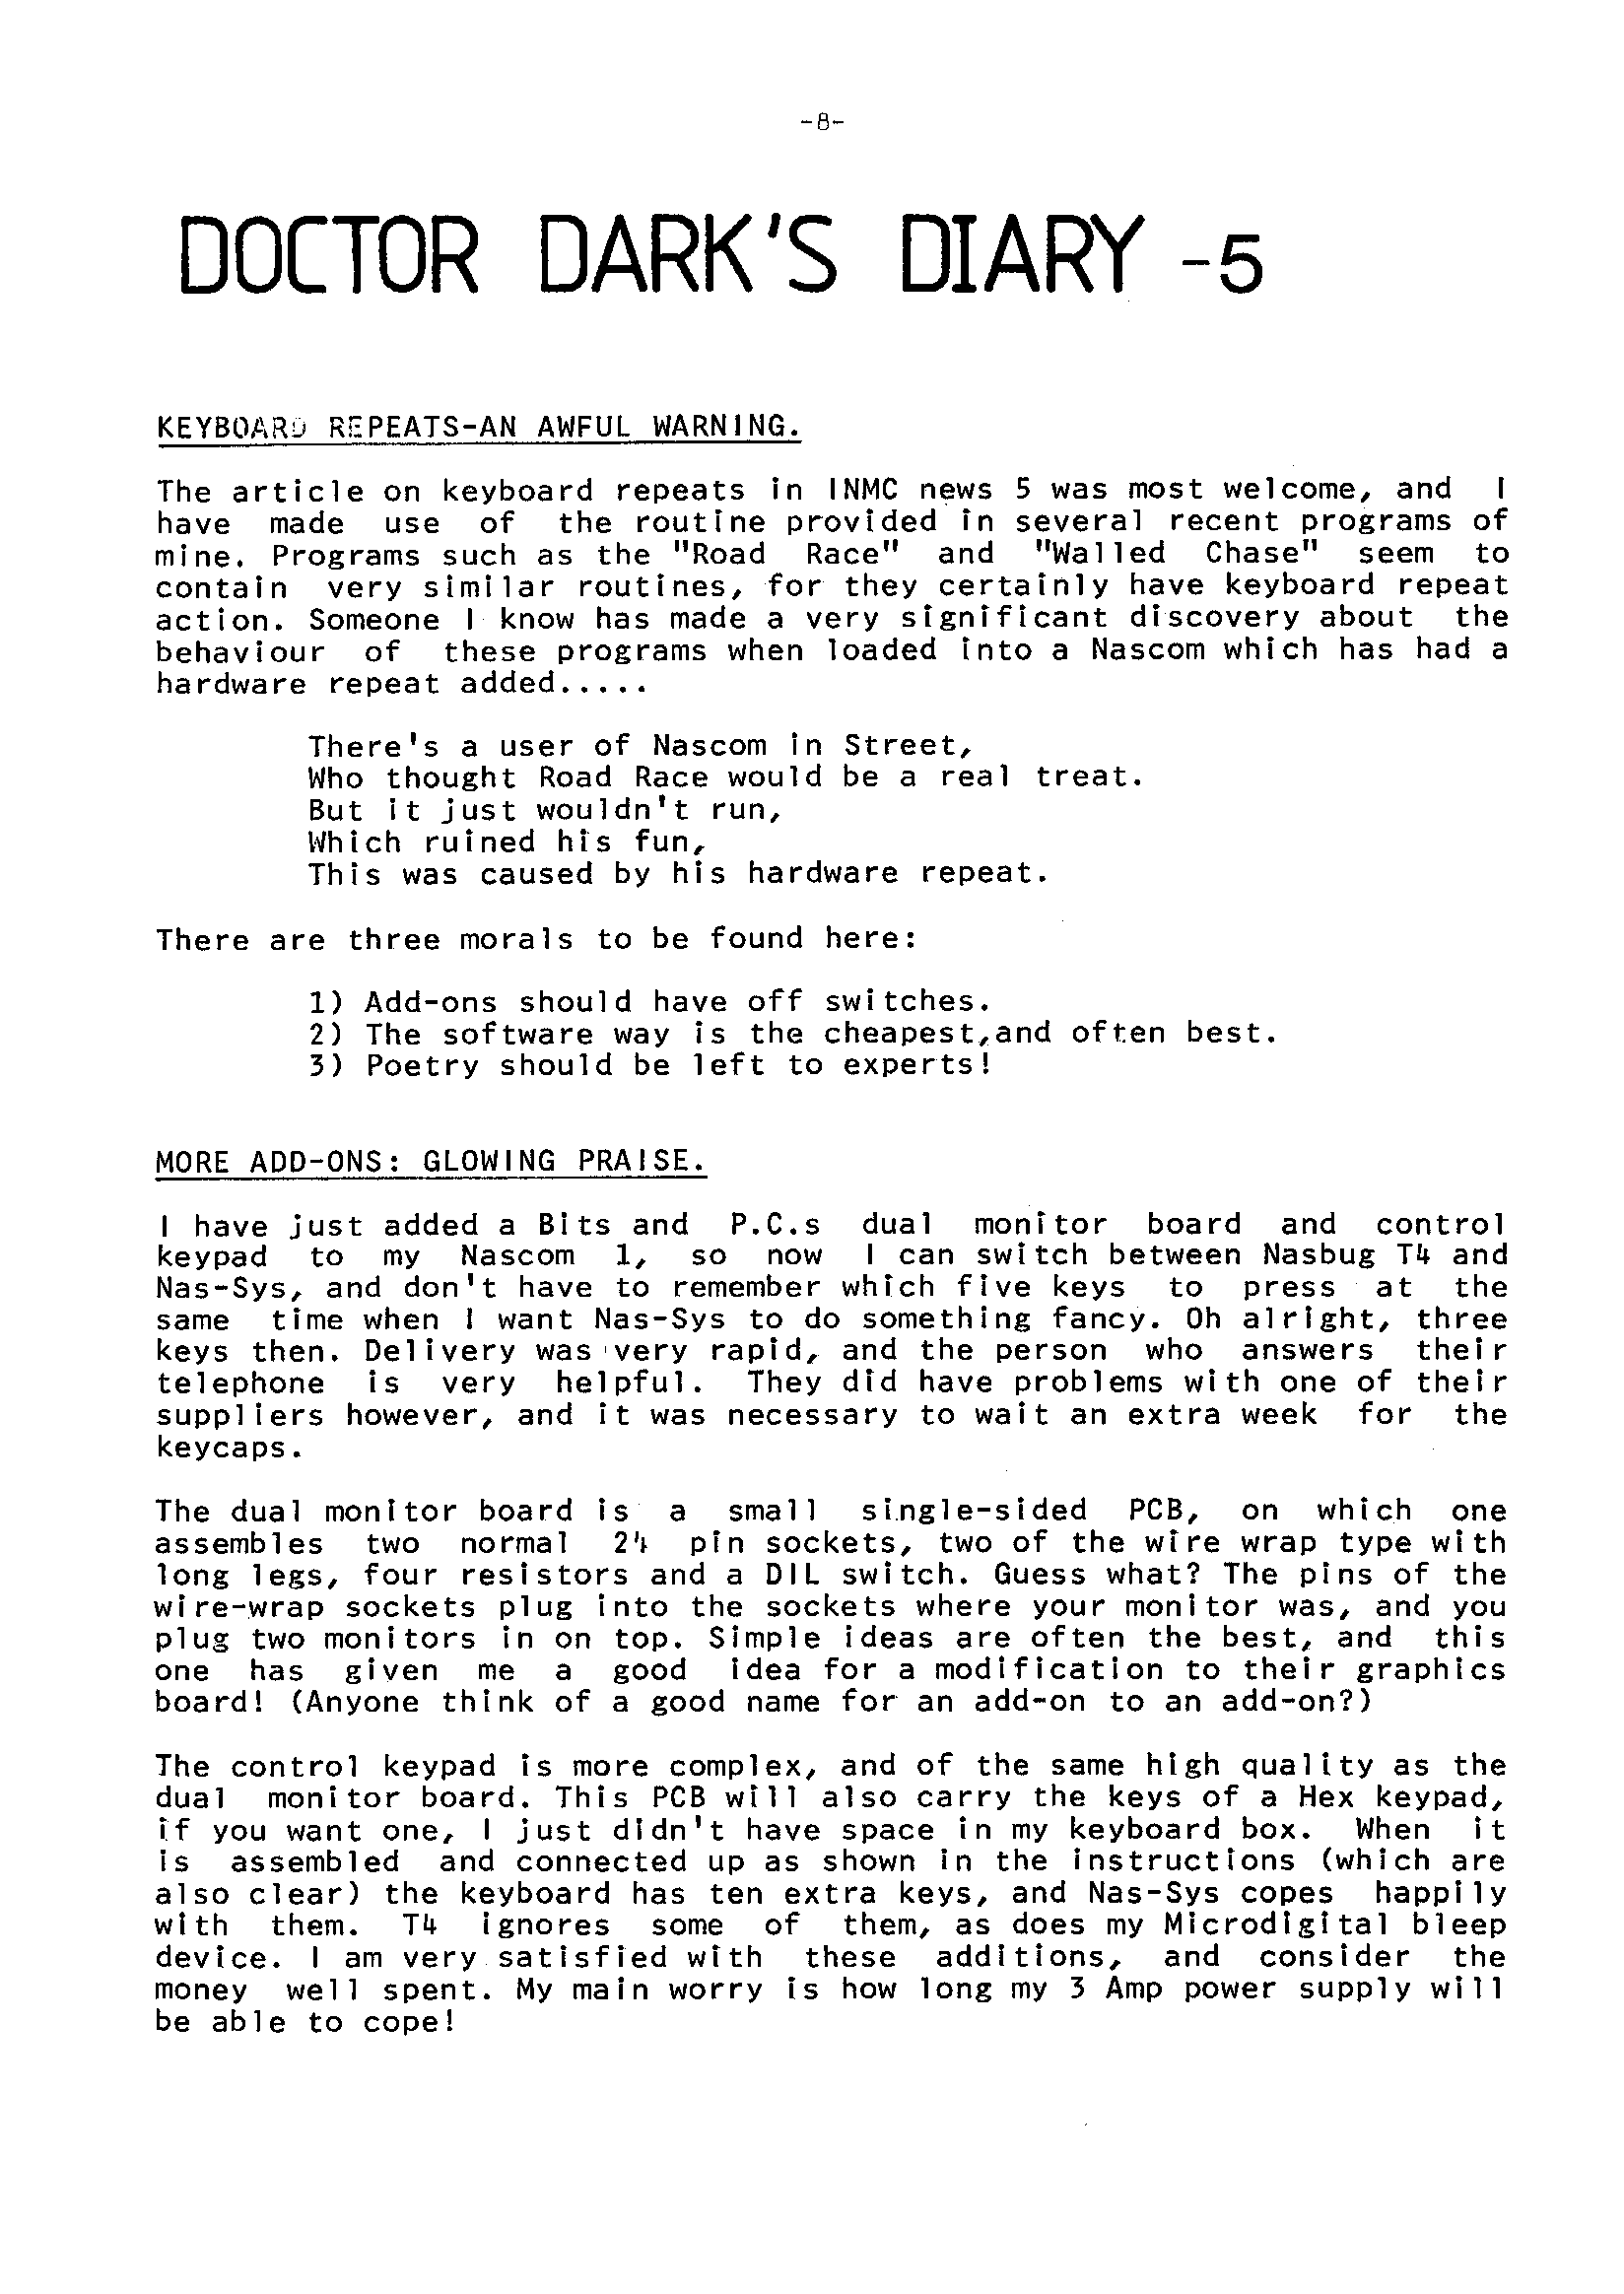 -8-
DOCTOR DARK'S DIARY -5
KEYBOARD REPEATS-AN AWFUL WARNING.
The article on keyboard repeats in INMC news 5 was most welcome, and I
have made use of the routine provided in several recent programs of
mine. Programs such as the "Road Race" and "Walled Chase" seem to
contain very similar routines, for they certainly have keyboard repeat
action. Someone I know has made a very significant discovery about the
behaviour of these programs when loaded into a Nascom which has had a
hardware repeat added.....
There's a user of Nascom in Street,
Who thought Road Race would be a real treat.
But it just wouldn't run,
Which ruined his fun,
This was caused by his hardware repeat.
There are three morals to be found here:
1) Add-ons should have off switches.
2) The software way is the cheapest,and often best.
3) Poetry should be left to experts!
MORE ADD-ONS: GLOWING PRAISE.
I have just added a Bits and P.C.s dual monitor board and control
keypad to my Nascom 1, so now I can switch between Nasbug T4 and
Nas-Sys, and don't have to remember which five keys to press at the
same time when I want Nas-Sys to do something fancy. Oh alright, three
keys then. Delivery was very rapid, and the person who answers their
telephone is very helpful. They did have problems with one of their
suppliers however, and it was necessary to wait an extra week for the
keycaps.
The dual monitor board is a small single-sided PCB, on which one
assembles two normal 24 pin sockets, two of the wire wrap type with
long legs, four resistors and a DIL switch. Guess what? The pins of the
wire-wrap sockets plug into the sockets where your monitor was, and you
plug two monitors in on top. Simple ideas are often the best, and this
one has given me a good idea for a modification to their graphics
board! (Anyone think of a good name for an add-on to an add-on?)
The control keypad is more complex, and of the same high quality as the
dual monitor board. This PCB will also carry the keys of a Hex keypad,
if you want one, I just didn't have space in my keyboard box. When it
is assembled and connected up as shown in the instructions (which are
also clear) the keyboard has ten extra keys, and Nas-Sys copes happily
with them. T4 ignores some of them, as does my Microdigital bleep
device. I am very satisfied with these additions, and consider the
money well spent. My main worry is how long my 3 Amp power supply will
be able to cope!